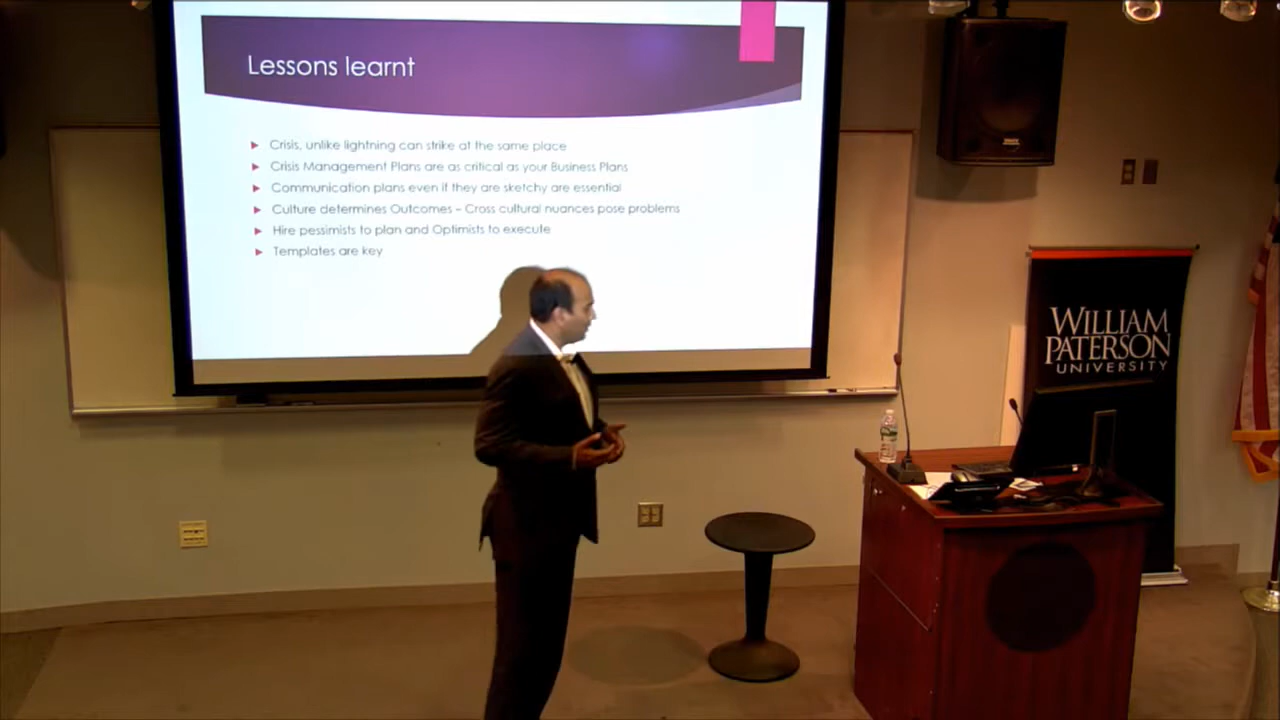 Lessons learnt
Crisis, unlike lightning can strike at the same place
Crisis Management Plans are as critical as your Business Plans
Communication plans even if they are sketchy are essential
Culture determines Outcomes – Cross cultural nuances pose problems
Hire pessimists to plan and Optimists to execute
Templates are key
WILLIAM
PATERSON
UNIVERSITY